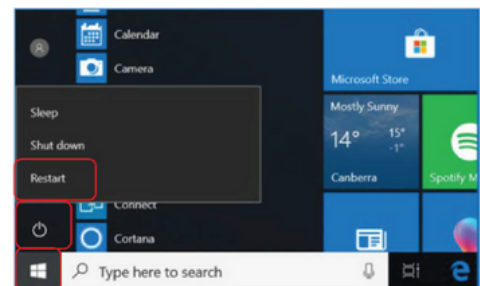 Calendar
Camera
Microsoft Store
Sleep
Shut down
Restart
Connect
Cortana
Mostly Sunny
14° 15°
-1°
Canberra
Spotify M
Type here to search